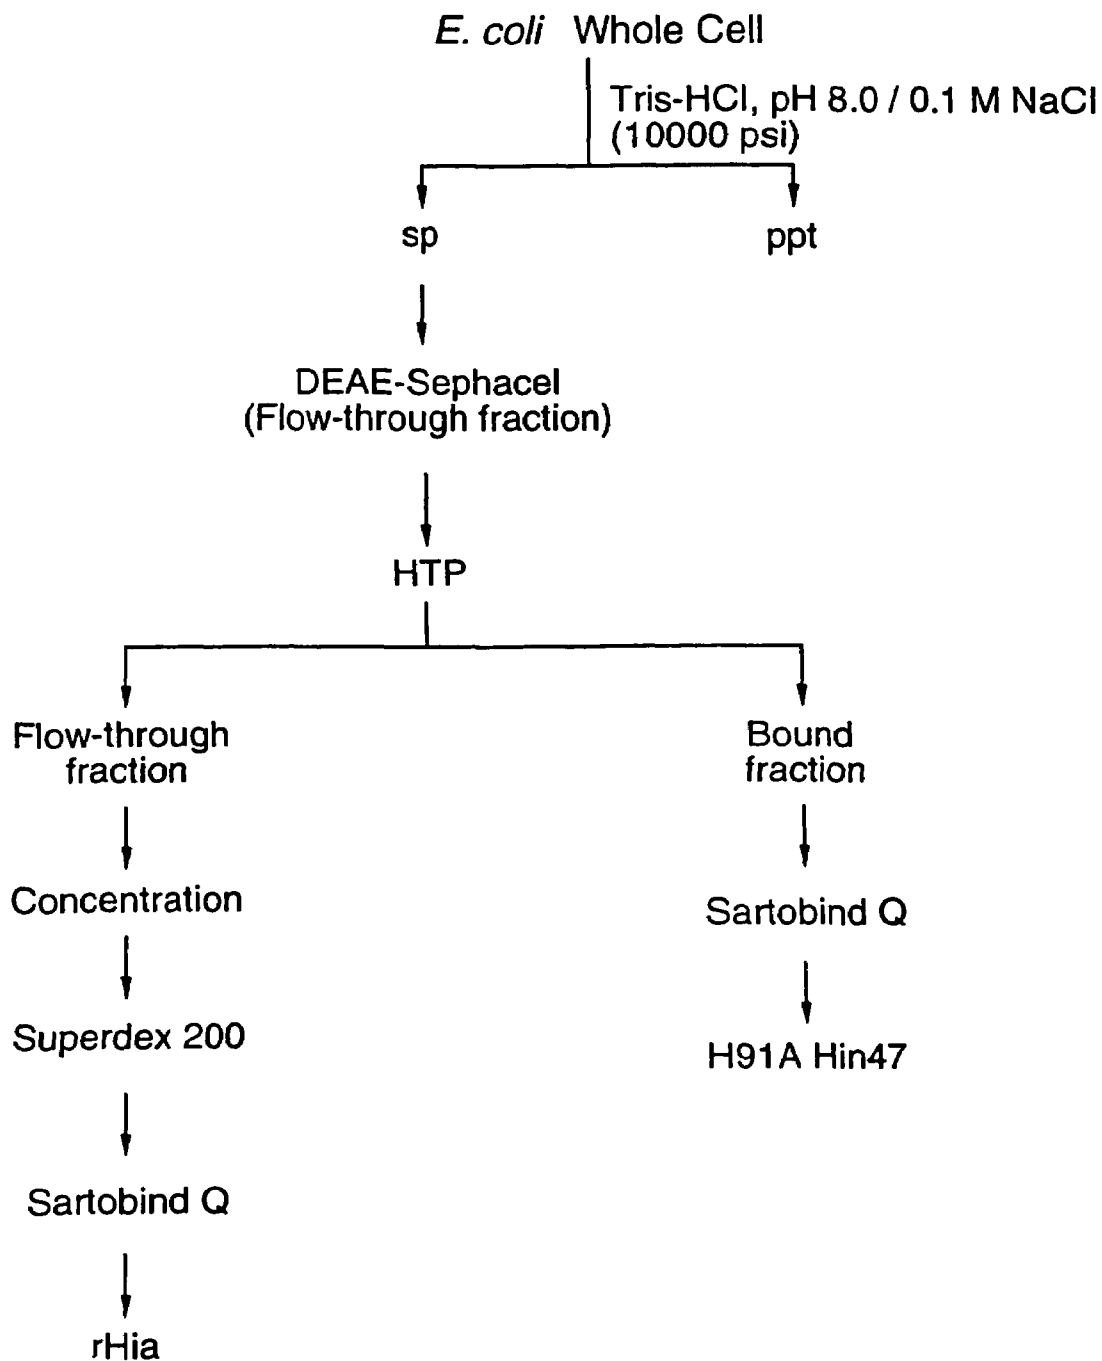 E. coli Whole Cell
Tris-HCl, pH 8.0 / 0.1 M NaCl
(10000 psi)
sp
ppt
DEAE-Sephacel
(Flow-through fraction)
HTP
Flow-through
fraction
Bound
fraction
Concentration
Sartobind Q
Superdex 200
H91A Hin47
Sartobind Q
rHia